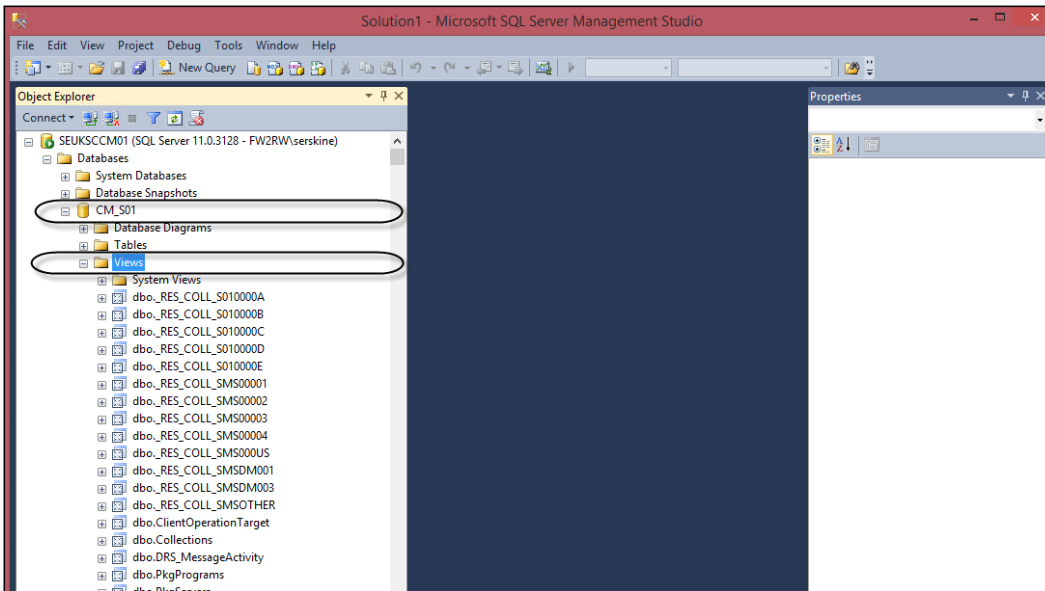 Solution1 - Microsoft SQL Server Management Studio
File Edit View Project Debug Tools Window Help
New Query
Object Explorer
Properties
Connect
SEUKSCCM01 (SQL Server 11.0.3128 - FW2RW\serskine)
Databases
System Databases
Database Snapshots
CM_S01
Database Diagrams
Tables
Views
System Views
dbo._RES_COLL_S010000A
dbo._RES_COLL_S010000B
dbo._RES_COLL_S010000C
dbo._RES_COLL_S010000D
dbo._RES_COLL_S010000E
dbo._RES_COLL_SMS00001
dbo._RES_COLL_SMS00002
dbo._RES_COLL_SMS00003
dbo._RES_COLL_SMS00004
dbo._RES_COLL_SMS000US
dbo._RES_COLL_SMSDM001
dbo._RES_COLL_SMSDM003
dbo._RES_COLL_SMSOTHER
dbo.ClientOperationTarget
dbo.Collections
dbo.DRS_MessageActivity
dbo.PkgPrograms